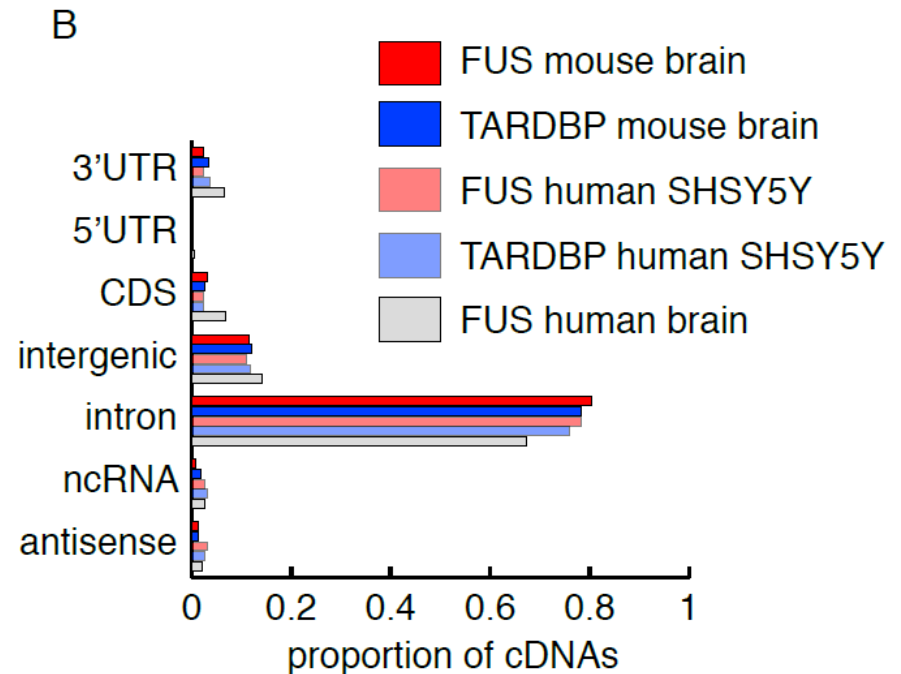 B
FUS mouse brain
TARDBP mouse brain
FUS human SHSY5Y
TARDBP human SHSY5Y
FUS human brain
3’UTR
5’UTR
CDS
intergenic
intron
ncRNA
antisense
0 0.2 0.4 0.6 0.8 1
proportion of cDNAs